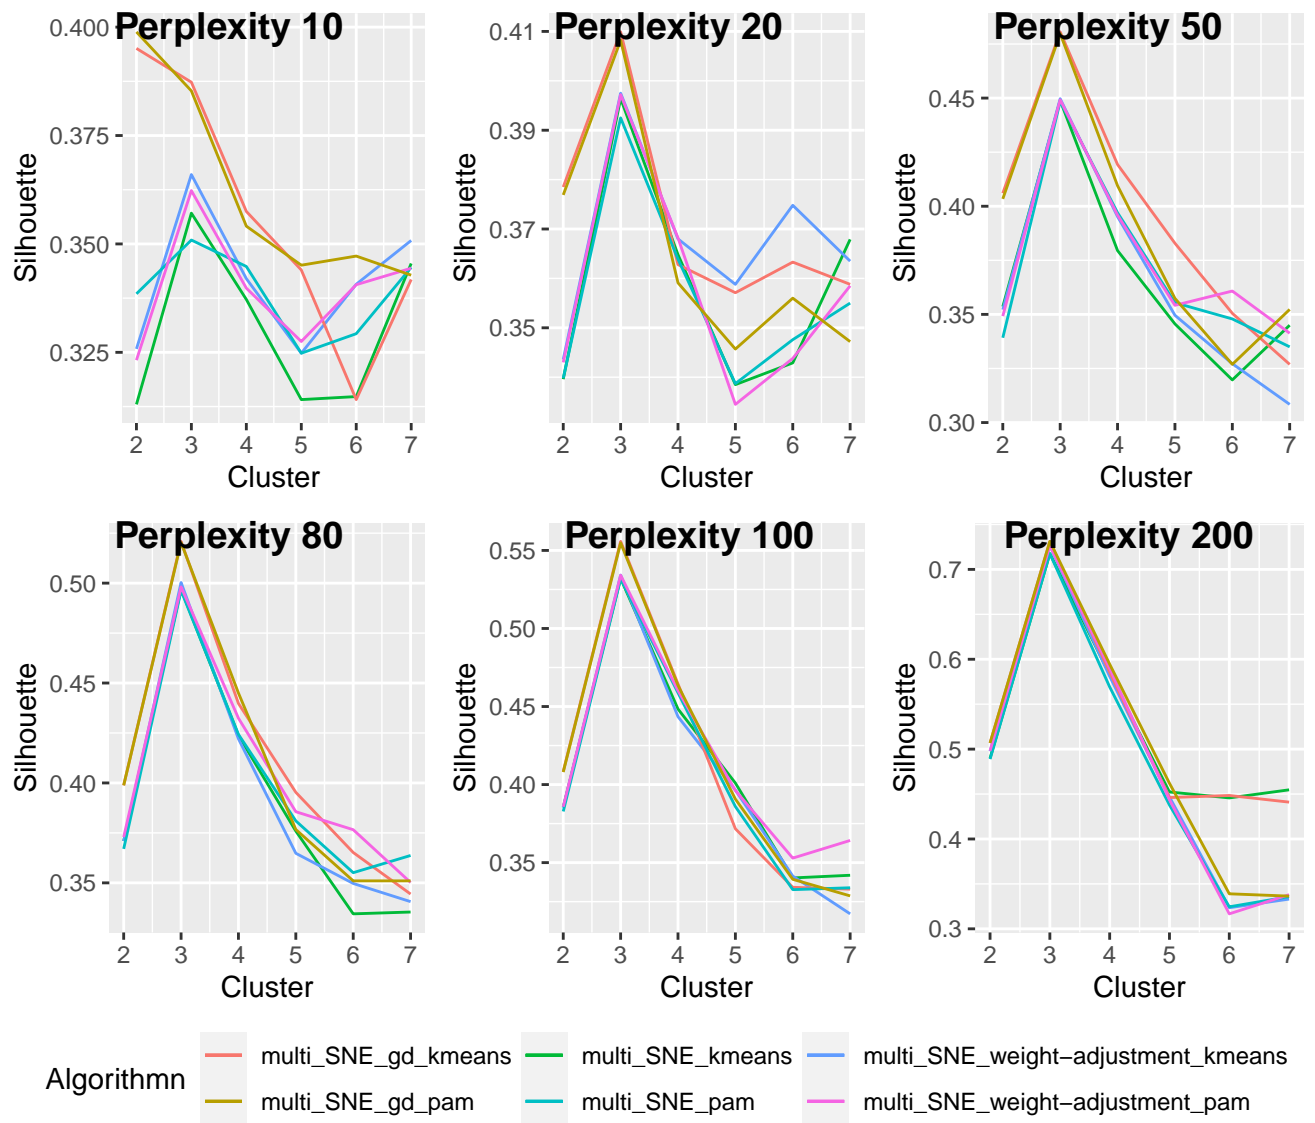 Perplexity 10
Silhouette
0.400
0.375
0.350
0.325
2 3 4 5 6 7
Cluster
Perplexity 20
Silhouette
0.41
0.39
0.37
0.35
2 3 4 5 6 7
Cluster
Perplexity 50
Silhouette
0.45
0.40
0.35
0.30
2 3 4 5 6 7
Cluster
Perplexity 80
Silhouette
0.50
0.45
0.40
0.35
2 3 4 5 6 7
Cluster
Perplexity 100
Silhouette
0.55
0.50
0.45
0.40
0.35
2 3 4 5 6 7
Cluster
Perplexity 200
Silhouette
0.7
0.6
0.5
0.4
0.3
2 3 4 5 6 7
Cluster
Algorithmn
multi_SNE_gd_kmeans
multi_SNE_gd_pam
multi_SNE_kmeans
multi_SNE_pam
multi_SNE_weight−adjustment_kmeans
multi_SNE_weight−adjustment_pam